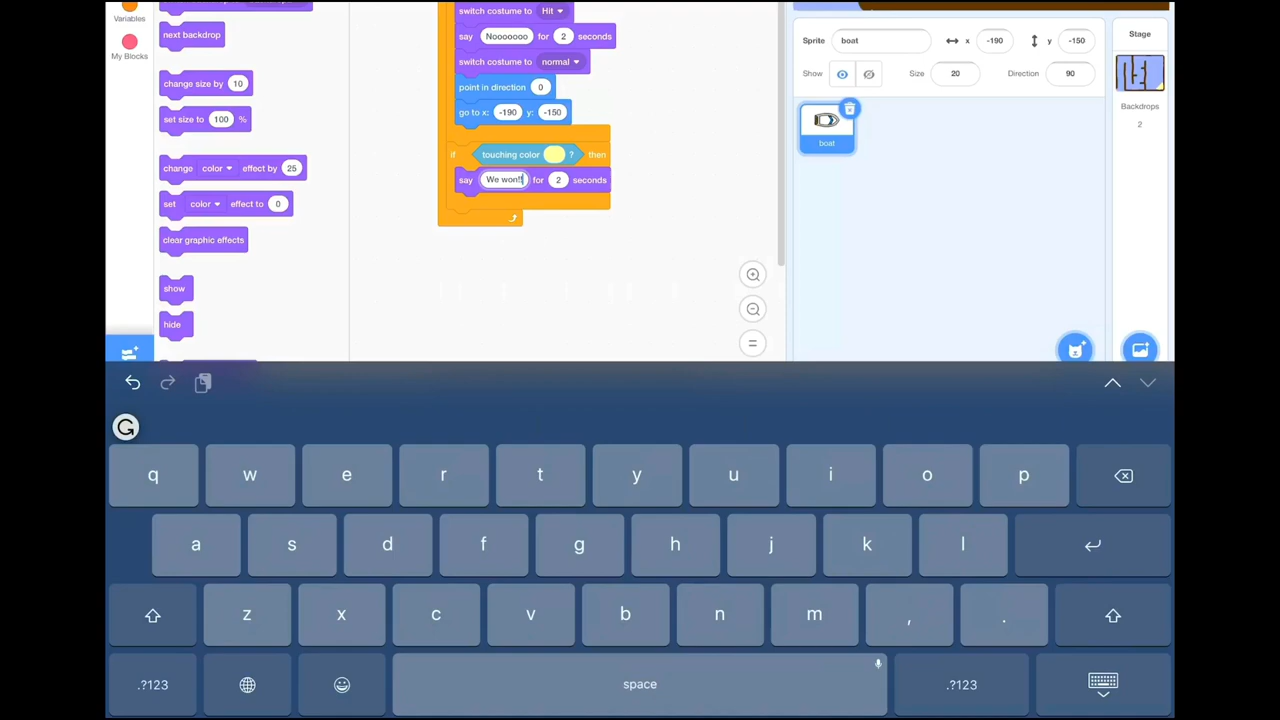 Variables
My Blocks
next backdrop
change size by 10
set size to 100 %
change color effect by 25
set color effect to 0
clear graphic effects
show
hide
switch costume to Hit
say Nooooooo for 2 seconds
switch costume to normal
point in direction 0
go to x: -190 y: -150
if touching color ? then
say We won!! for 2 seconds
Sprite boat x -190 y -150
Show Size 20 Direction 90
boat
Stage
Backdrops
2
G
q w e r t y u i o p
a s d f g h j k l
z x c v b n m , .
.?123 space .?123